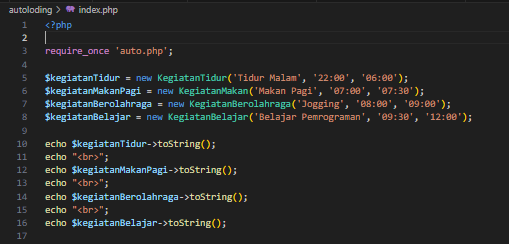 autoloding > index.php
1 <?php
2
3 require_once 'auto.php';
4
5 $kegiatanTidur = new KegiatanTidur('Tidur Malam', '22:00', '06:00');
6 $kegiatanMakanPagi = new KegiatanMakan('Makan Pagi', '07:00', '07:30');
7 $kegiatanBerolahraga = new KegiatanBerolahraga('Jogging', '08:00', '09:00');
8 $kegiatanBelajar = new KegiatanBelajar('Belajar Pemrograman', '09:30', '12:00');
9
10 echo $kegiatanTidur->toString();
11 echo "<br>";
12 echo $kegiatanMakanPagi->toString();
13 echo "<br>";
14 echo $kegiatanBerolahraga->toString();
15 echo "<br>";
16 echo $kegiatanBelajar->toString();
17